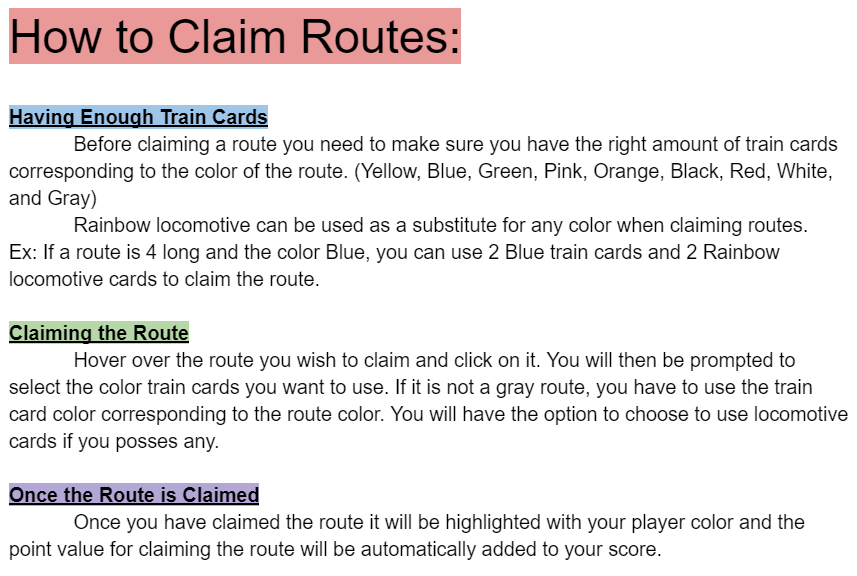 How to Claim Routes:
Having Enough Train Cards
Before claiming a route you need to make sure you have the right amount of train cards
corresponding to the color of the route. (Yellow, Blue, Green, Pink, Orange, Black, Red, White,
and Gray)
Rainbow locomotive can be used as a substitute for any color when claiming routes.
Ex: If a route is 4 long and the color Blue, you can use 2 Blue train cards and 2 Rainbow
locomotive cards to claim the route.
Claiming the Route
Hover over the route you wish to claim and click on it. You will then be prompted to
select the color train cards you want to use. If it is not a gray route, you have to use the train
card color corresponding to the route color. You will have the option to choose to use locomotive
cards if you posses any.
Once the Route is Claimed
Once you have claimed the route it will be highlighted with your player color and the
point value for claiming the route will be automatically added to your score.